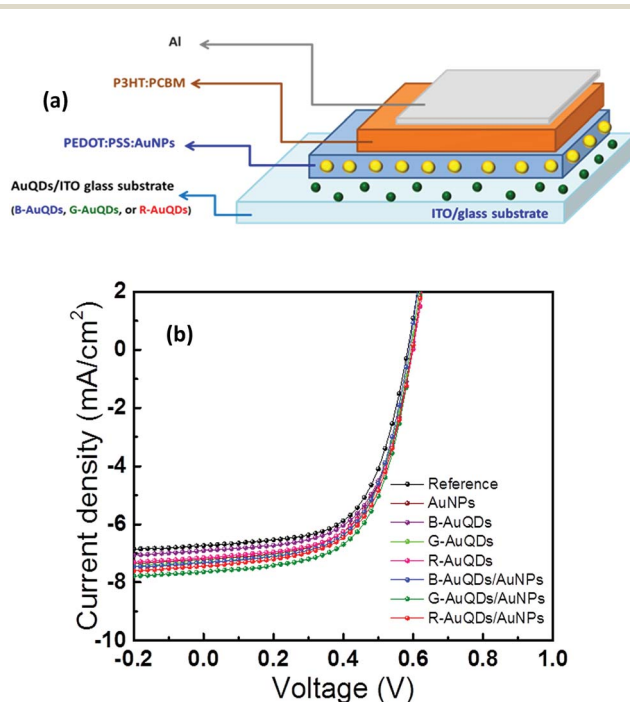 Al
P3HT:PCBM
(a)
PEDOT:PSS:AuNPs
AuQDs/ITO glass substrate
(B-AuQDs, G-AuQDs, or R-AuQDs)
ITO/glass substrate
(b)
Current density (mA/cm²)
2
0
-2
-4
-6
-8
-10
Reference
AuNPs
B-AuQDs
G-AuQDs
R-AuQDs
B-AuQDs/AuNPs
G-AuQDs/AuNPs
R-AuQDs/AuNPs
-0.2 0.0 0.2 0.4 0.6 0.8 1.0
Voltage (V)